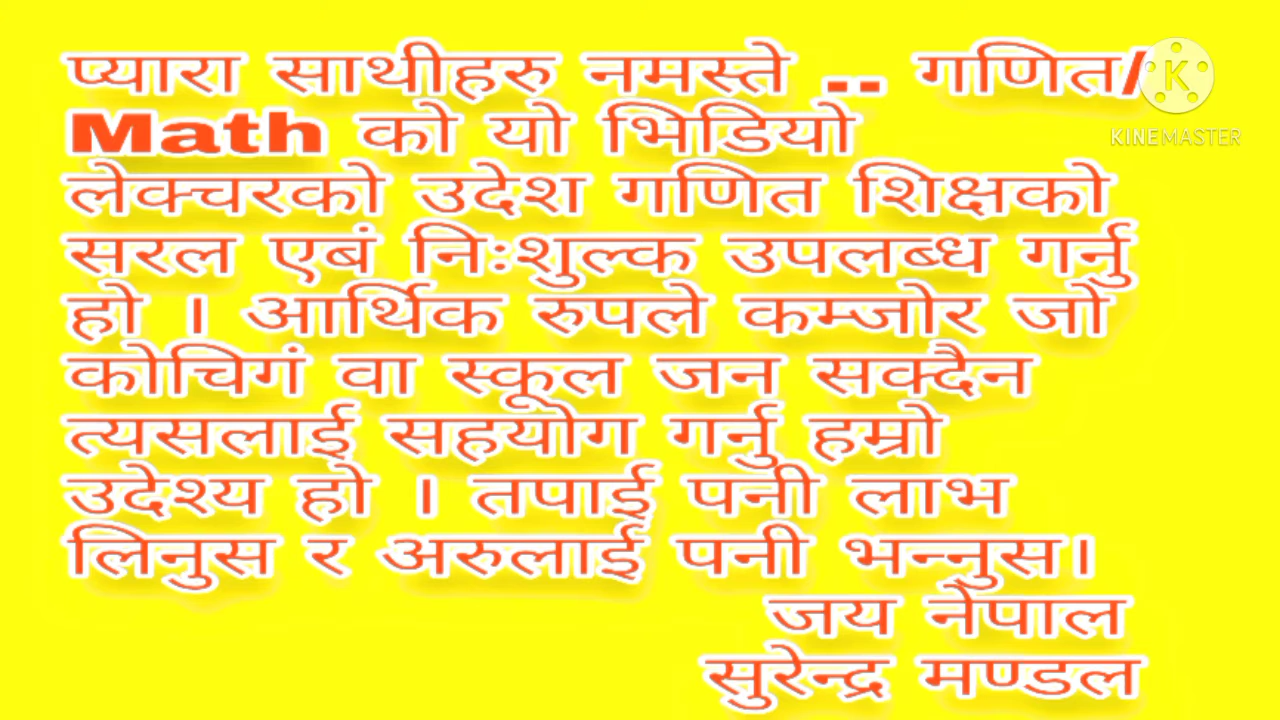 प्यारा साथीहरु नमस्ते .. गणित/
Math को यो भिडियो
लेक्चरको उदेश गणित शिक्षको
सरल एबं निःशुल्क उपलब्ध गर्नु
हो । आर्थिक रुपले कम्जोर जो
कोचिगं वा स्कूल जन सक्दैन
त्यसलाई सहयोग गर्नु हम्रो
उदेश्य हो । तपाई पनी लाभ
लिनुस र अरुलाई पनी भन्नुस।
जय नेपाल
सुरेन्द्र मण्डल
K
KINEMASTER